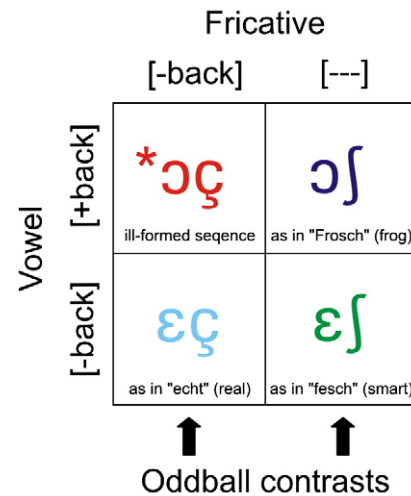 Fricative
[-back] [---]
Vowel
[+back]
*ɔç ɔʃ
ill-formed seqence as in "Frosch" (frog)
[-back]
ɛç ɛʃ
as in "echt" (real) as in "fesch" (smart)
Oddball contrasts